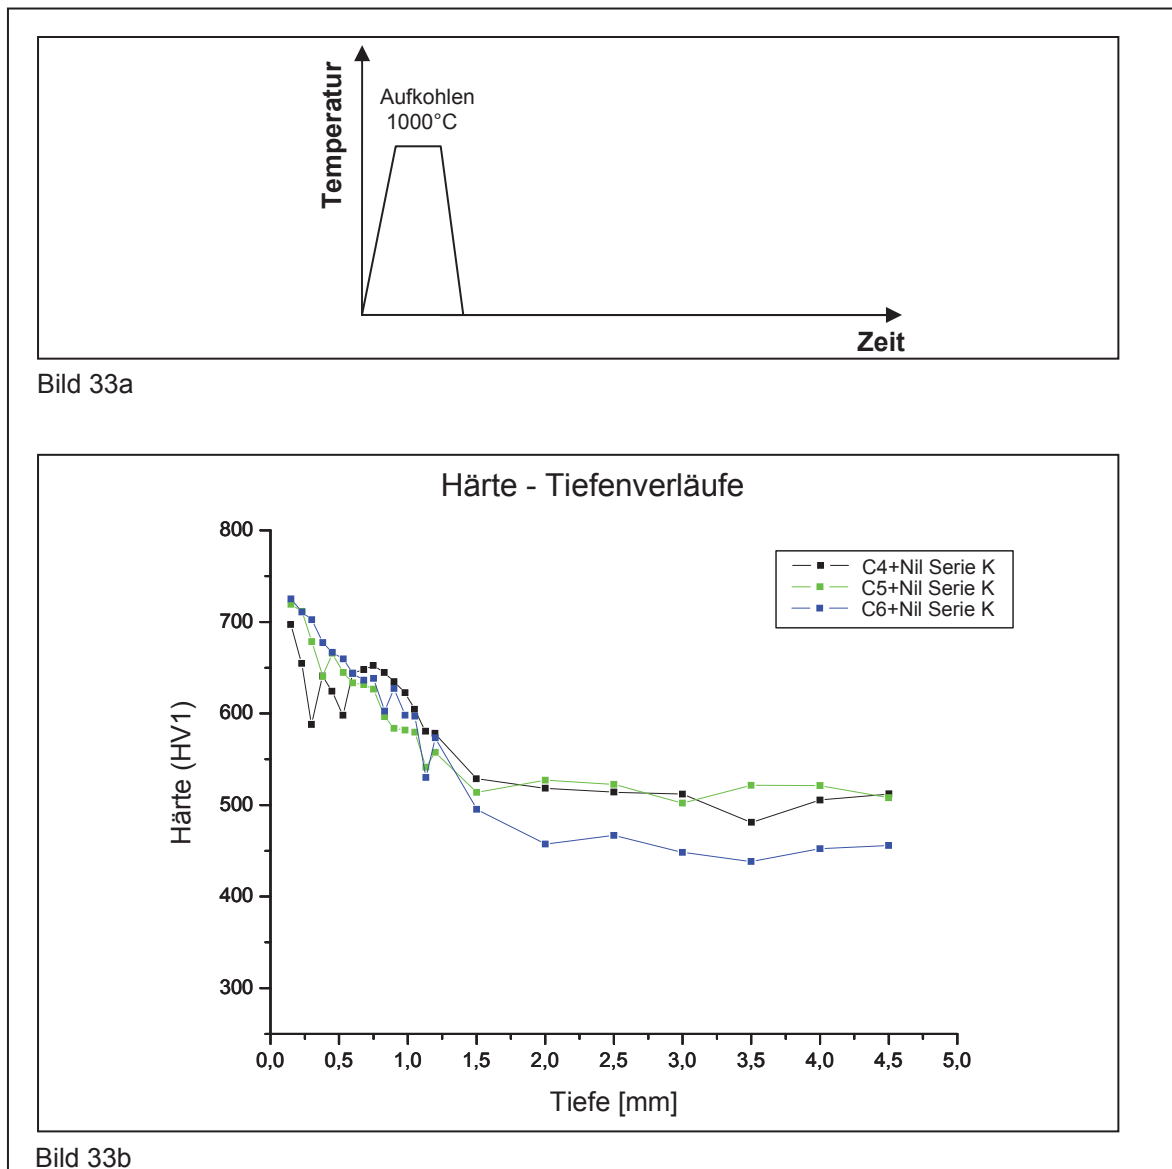 Temperatur
Aufkohlen
1000°C
Zeit
Bild 33a
Härte - Tiefenverläufe
Härte (HV1)
800
700
600
500
400
300
C4+Nil Serie K
C5+Nil Serie K
C6+Nil Serie K
0,0 0,5 1,0 1,5 2,0 2,5 3,0 3,5 4,0 4,5 5,0
Tiefe [mm]
Bild 33b